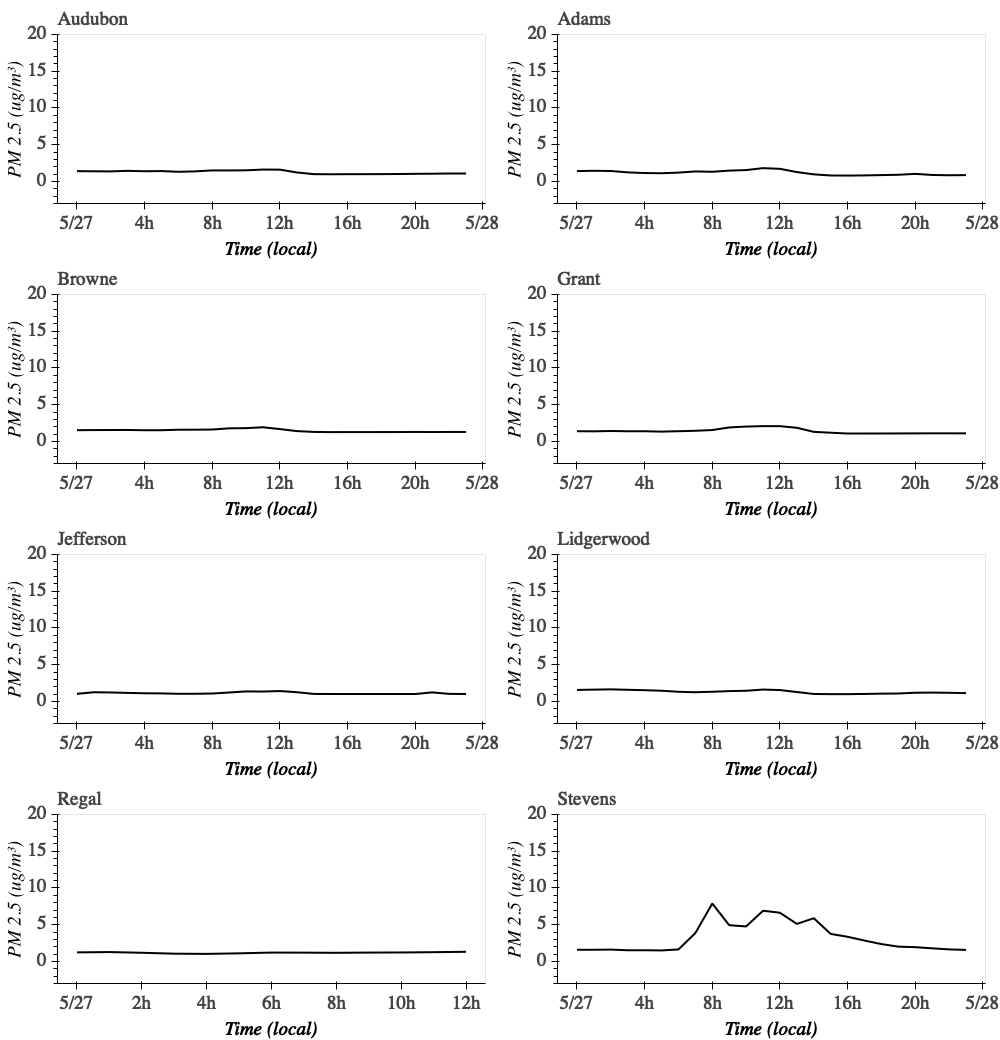 Audubon
20
15
10
5
0
PM 2.5 (ug/m³)
5/27 4h 8h 12h 16h 20h 5/28
Time (local)
Adams
20
15
10
5
0
PM 2.5 (ug/m³)
5/27 4h 8h 12h 16h 20h 5/28
Time (local)
Browne
20
15
10
5
0
PM 2.5 (ug/m³)
5/27 4h 8h 12h 16h 20h 5/28
Time (local)
Grant
20
15
10
5
0
PM 2.5 (ug/m³)
5/27 4h 8h 12h 16h 20h 5/28
Time (local)
Jefferson
20
15
10
5
0
PM 2.5 (ug/m³)
5/27 4h 8h 12h 16h 20h 5/28
Time (local)
Lidgerwood
20
15
10
5
0
PM 2.5 (ug/m³)
5/27 4h 8h 12h 16h 20h 5/28
Time (local)
Regal
20
15
10
5
0
PM 2.5 (ug/m³)
5/27 2h 4h 6h 8h 10h 12h
Time (local)
Stevens
20
15
10
5
0
PM 2.5 (ug/m³)
5/27 4h 8h 12h 16h 20h 5/28
Time (local)